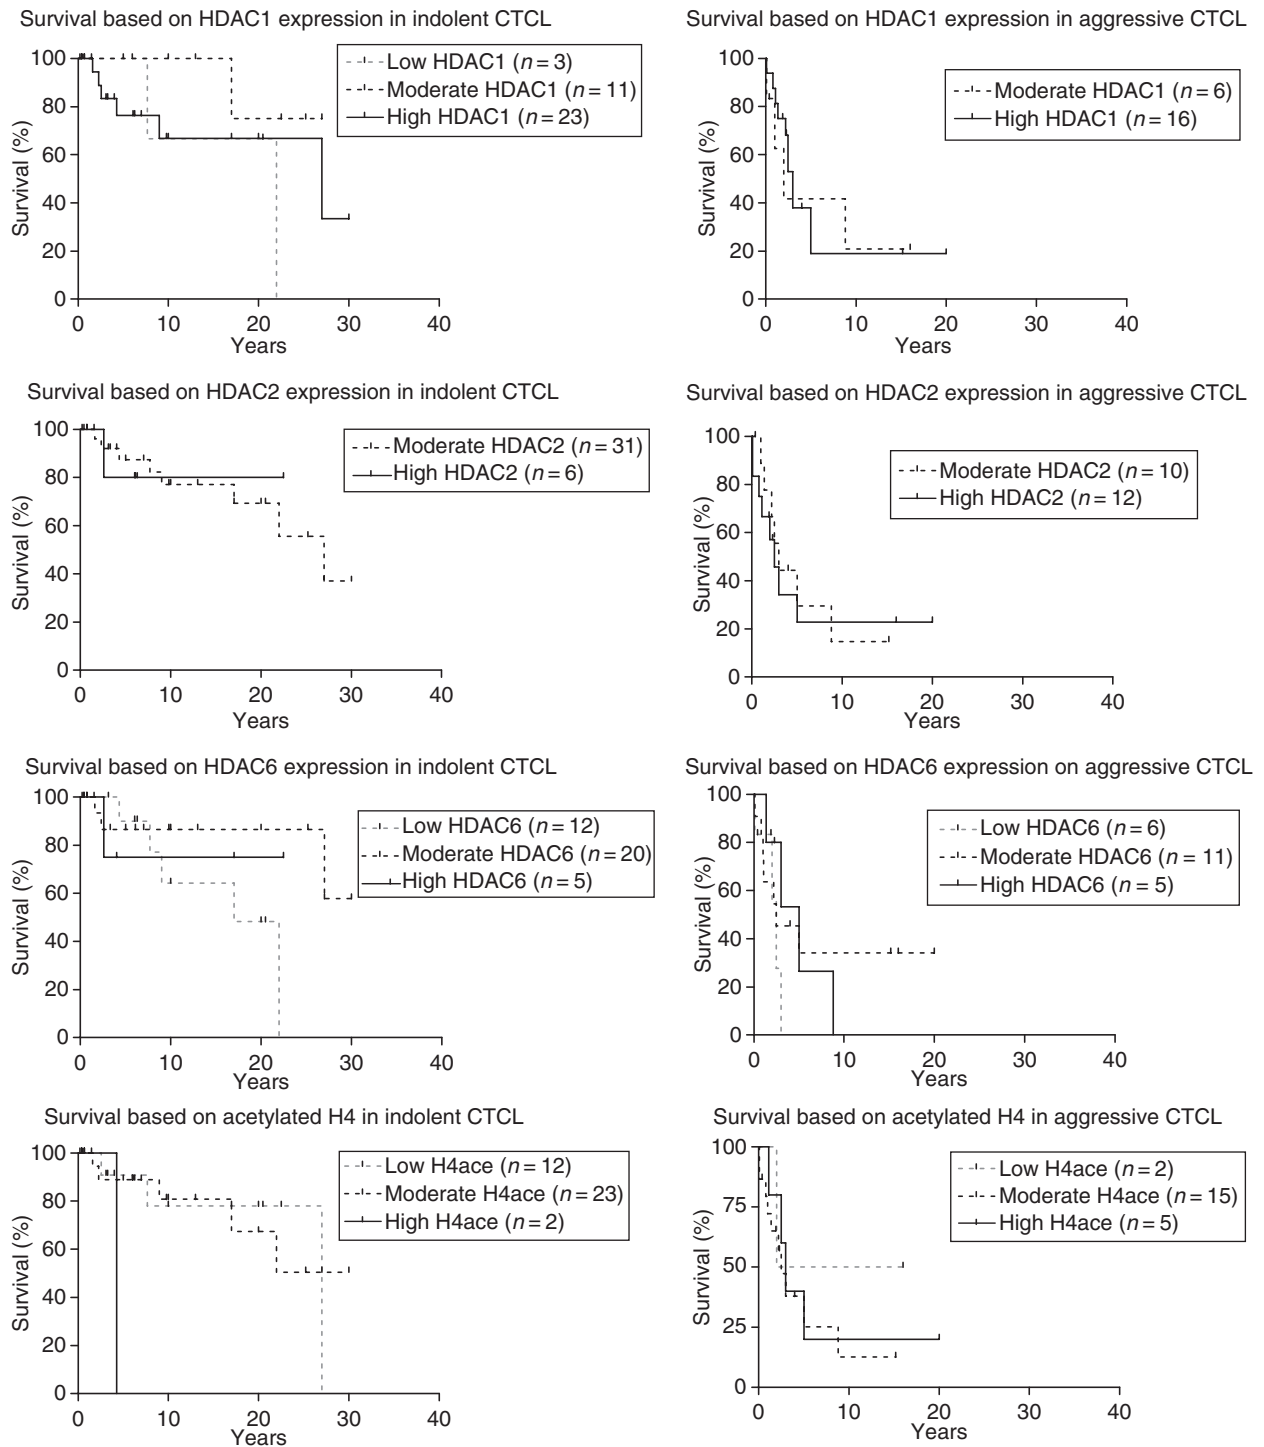 Survival based on HDAC1 expression in indolent CTCL
Survival (%)
100
80
60
40
20
0
0 10 20 30 40
Years
Low HDAC1 (n = 3)
Moderate HDAC1 (n = 11)
High HDAC1 (n = 23)
Survival based on HDAC1 expression in aggressive CTCL
Survival (%)
100
80
60
40
20
0
0 10 20 30 40
Years
Moderate HDAC1 (n = 6)
High HDAC1 (n = 16)
Survival based on HDAC2 expression in indolent CTCL
Survival (%)
100
80
60
40
20
0
0 10 20 30 40
Years
Moderate HDAC2 (n = 31)
High HDAC2 (n = 6)
Survival based on HDAC2 expression in aggressive CTCL
Survival (%)
100
80
60
40
20
0
0 10 20 30 40
Years
Moderate HDAC2 (n = 10)
High HDAC2 (n = 12)
Survival based on HDAC6 expression in indolent CTCL
Survival (%)
100
80
60
40
20
0
0 10 20 30 40
Years
Low HDAC6 (n = 12)
Moderate HDAC6 (n = 20)
High HDAC6 (n = 5)
Survival based on HDAC6 expression on aggressive CTCL
Survival (%)
100
80
60
40
20
0
0 10 20 30 40
Years
Low HDAC6 (n = 6)
Moderate HDAC6 (n = 11)
High HDAC6 (n = 5)
Survival based on acetylated H4 in indolent CTCL
Survival (%)
100
80
60
40
20
0
0 10 20 30 40
Years
Low H4ace (n = 12)
Moderate H4ace (n = 23)
High H4ace (n = 2)
Survival based on acetylated H4 in aggressive CTCL
Survival (%)
100
75
50
25
0
0 10 20 30 40
Years
Low H4ace (n = 2)
Moderate H4ace (n = 15)
High H4ace (n = 5)